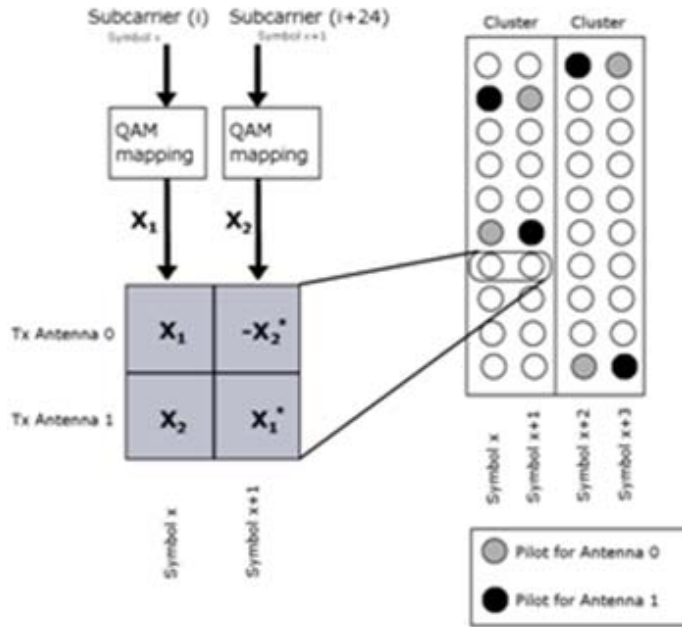 Subcarrier (i)
Symbol x
Subcarrier (i+24)
Symbol x+1
QAM
mapping
QAM
mapping
X₁
X₂
Tx Antenna 0
X₁
-X₂*
Tx Antenna 1
X₂
X₁*
Symbol x
Symbol x+1
Cluster
Cluster
Symbol x
Symbol x+1
Symbol x+2
Symbol x+3
Pilot for Antenna 0
Pilot for Antenna 1